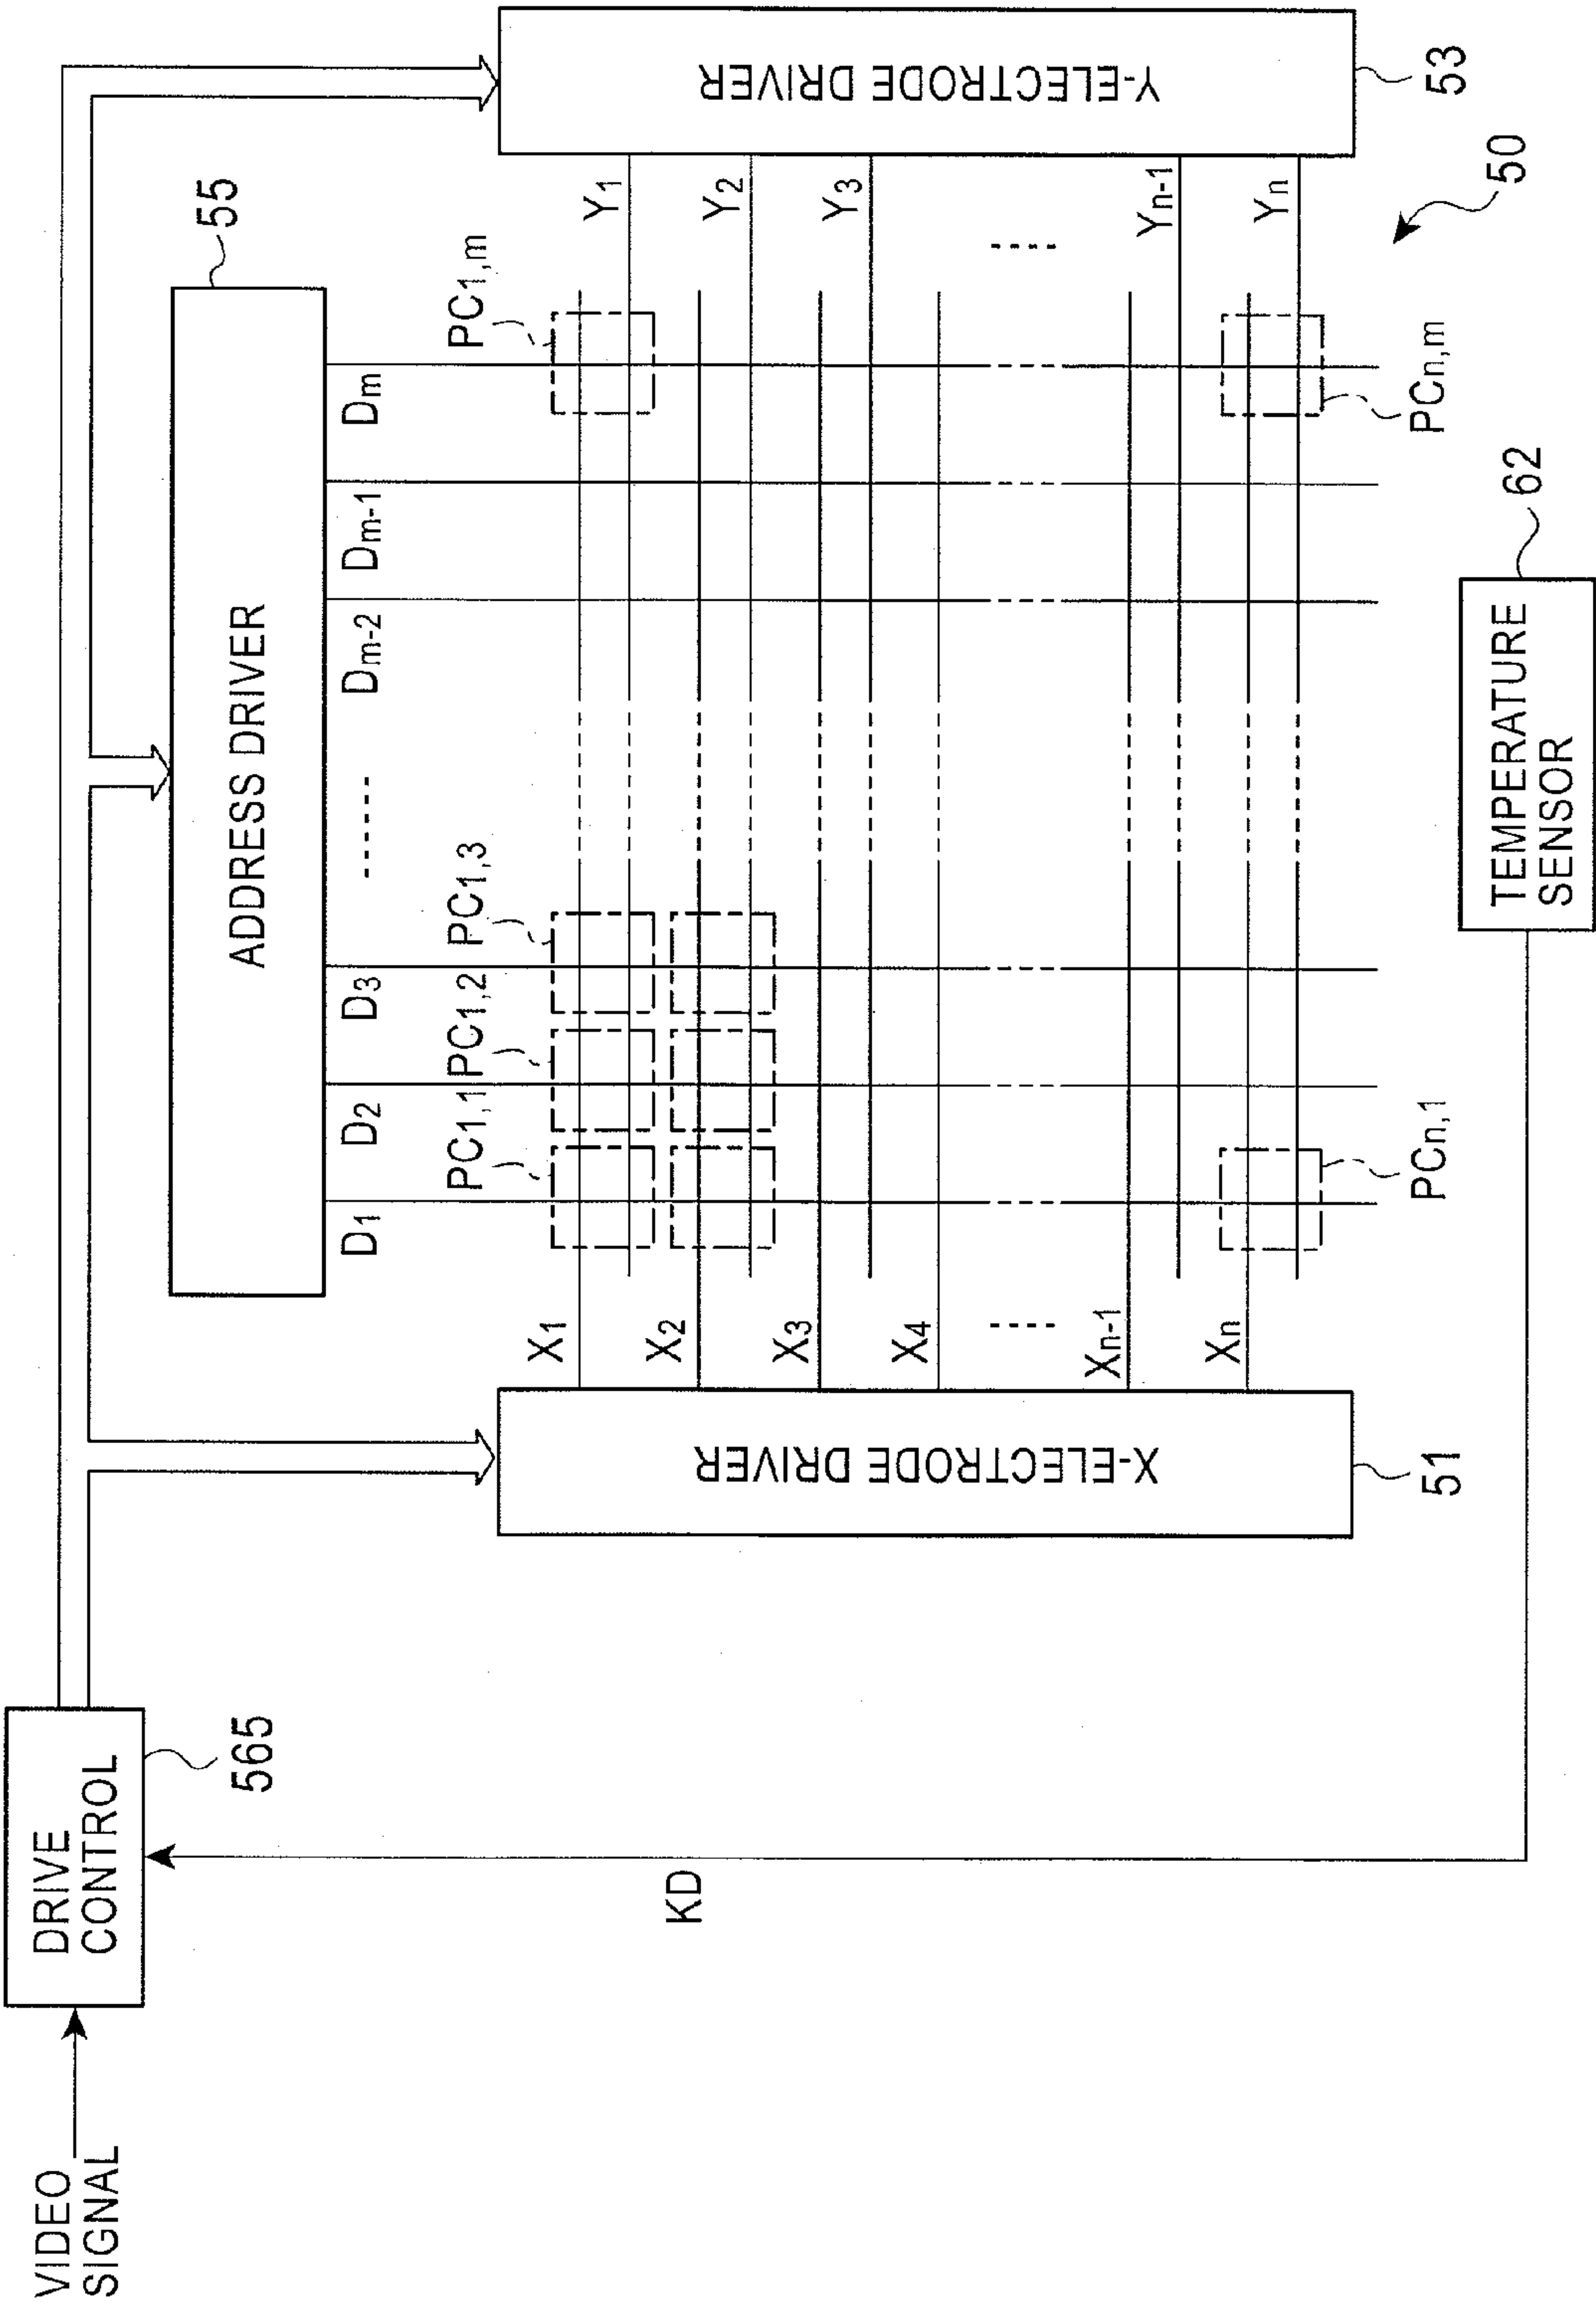 VIDEO
SIGNAL
DRIVE
CONTROL
565
KD
ADDRESS DRIVER
55
D1
D2
D3
......
Dm-2
Dm-1
Dm
PC1,1
PC1,2
PC1,3
PC1,m
X-ELECTRODE DRIVER
51
X1
X2
X3
X4
....
Xn-1
Xn
Y1
Y2
Y3
....
Yn-1
Yn
Y-ELECTRODE DRIVER
53
PCn,1
PCn,m
50
TEMPERATURE
SENSOR
62